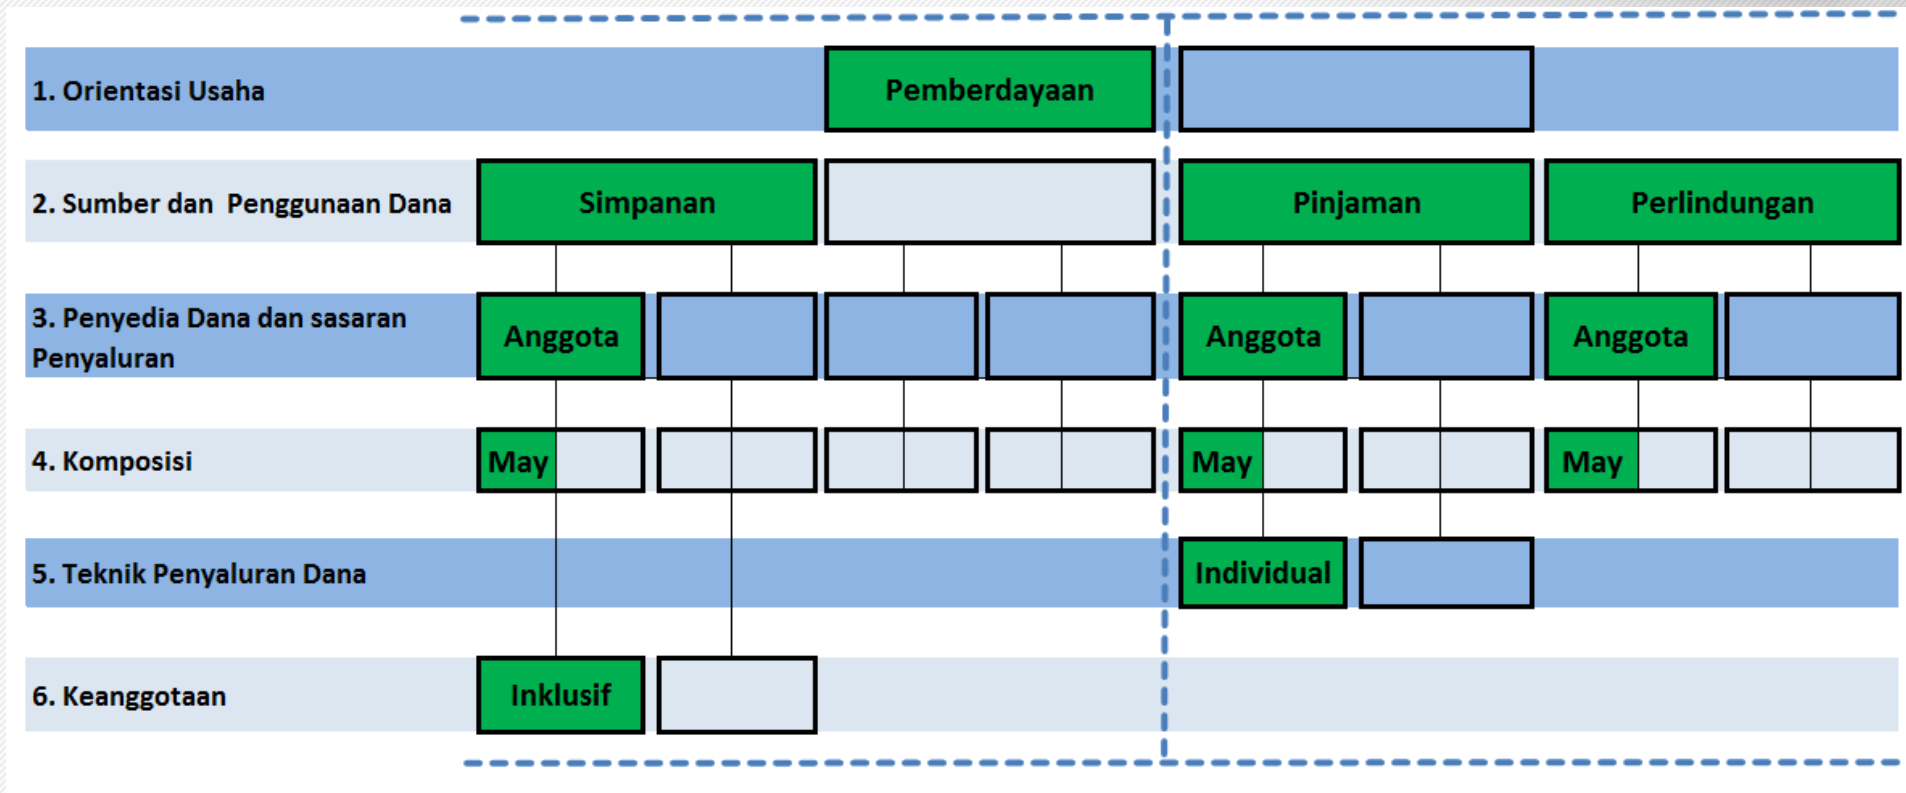 1. Orientasi Usaha
Pemberdayaan
2. Sumber dan Penggunaan Dana
Simpanan
Pinjaman
Perlindungan
3. Penyedia Dana dan sasaran
Penyaluran
Anggota
Anggota
Anggota
4. Komposisi
May
May
May
5. Teknik Penyaluran Dana
Individual
6. Keanggotaan
Inklusif